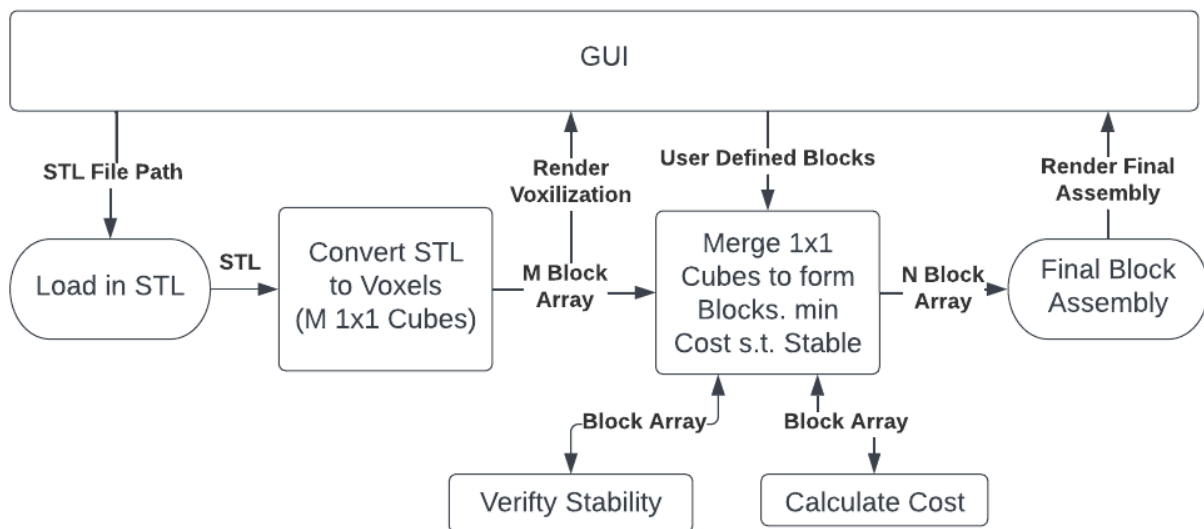 GUI
STL File Path
Render
Voxilization
User Defined Blocks
Render Final
Assembly
Load in STL
STL
Convert STL
to Voxels
(M 1x1 Cubes)
M Block
Array
Merge 1x1
Cubes to form
Blocks. min
Cost s.t. Stable
N Block
Array
Final Block
Assembly
Block Array
Block Array
Verifty Stability
Calculate Cost